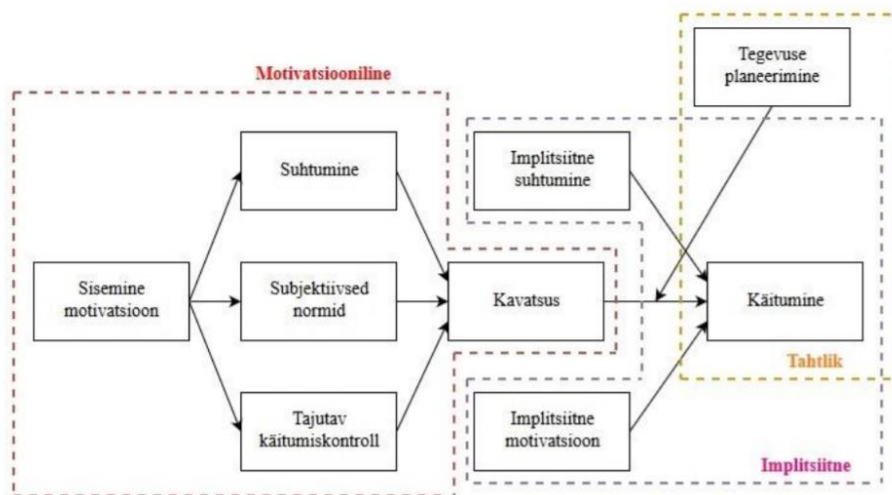 Tegevuse
planeerimine
Motivatsiooniline
Suhtumine
Implitsiitne
suhtumine
Sisemine
motivatsioon
Subjektiivsed
normid
Kavatsus
Käitumine
Tahtlik
Tajutav
käitumiskontroll
Implitsiitne
motivatsioon
Implitsiitne